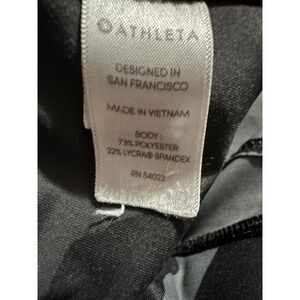 ATHLETA
DESIGNED IN
SAN FRANCISCO
MADE IN VIETNAM
BODY:
73% POLYESTER
22% LYCRA® SPANDEX
RN 54023